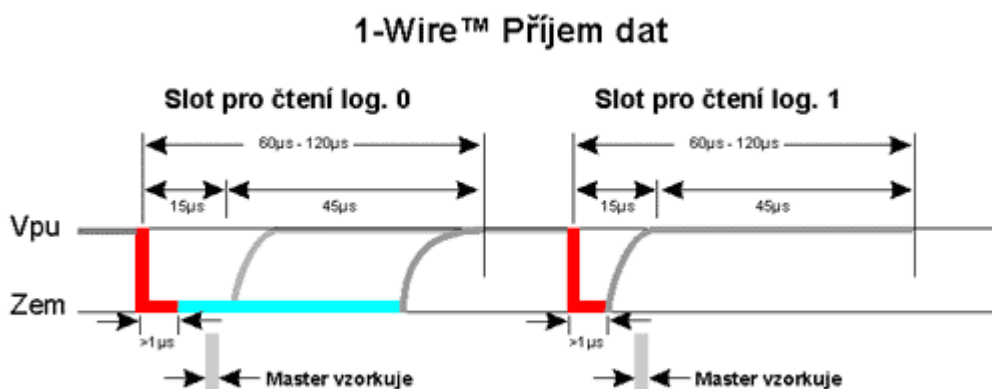 1-Wire™ Příjem dat
Slot pro čtení log. 0
Slot pro čtení log. 1
60µs - 120µs
60µs - 120µs
15µs
45µs
15µs
45µs
Vpu
Zem
>1µs
>1µs
Master vzorkuje
Master vzorkuje